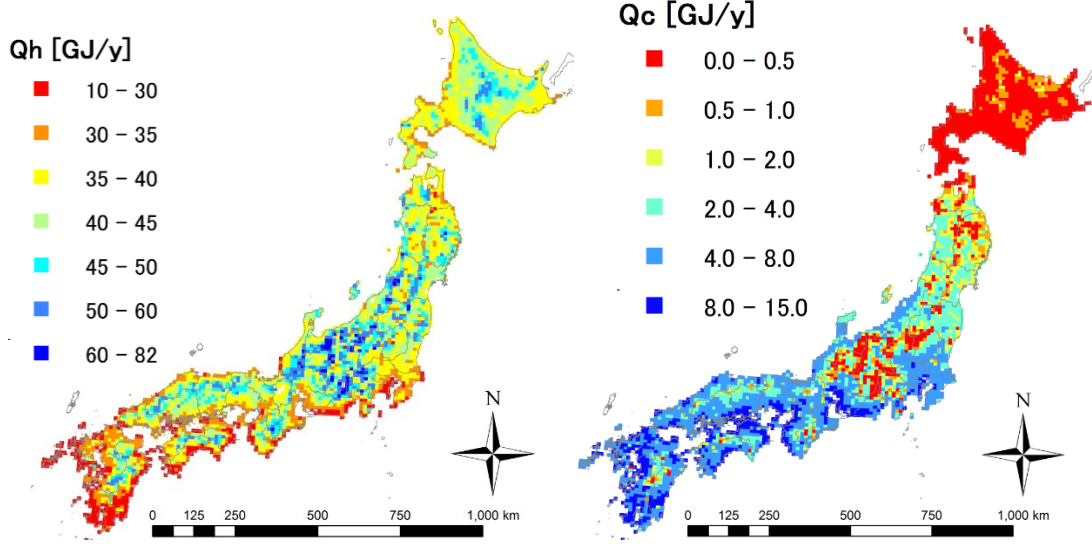 Qh [GJ/y]
10 – 30
30 – 35
35 – 40
40 – 45
45 – 50
50 – 60
60 – 82
N
0 125 250 500 750 1,000 km
Qc [GJ/y]
0.0 – 0.5
0.5 – 1.0
1.0 – 2.0
2.0 – 4.0
4.0 – 8.0
8.0 – 15.0
N
0 125 250 500 750 1,000 km